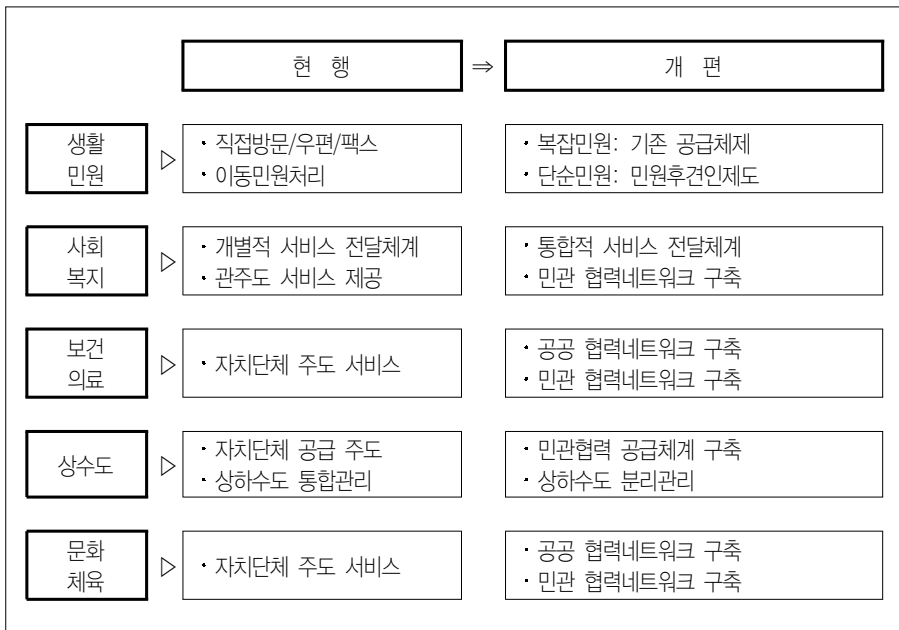 현 행 ⇒ 개 편
생활
민원
▷
· 직접방문/우편/팩스
· 이동민원처리
· 복잡민원: 기존 공급체제
· 단순민원: 민원후견인제도
사회
복지
▷
· 개별적 서비스 전달체계
· 관주도 서비스 제공
· 통합적 서비스 전달체계
· 민관 협력네트워크 구축
보건
의료
▷
· 자치단체 주도 서비스
· 공공 협력네트워크 구축
· 민관 협력네트워크 구축
상수도
▷
· 자치단체 공급 주도
· 상하수도 통합관리
· 민관협력 공급체계 구축
· 상하수도 분리관리
문화
체육
▷
· 자치단체 주도 서비스
· 공공 협력네트워크 구축
· 민관 협력네트워크 구축